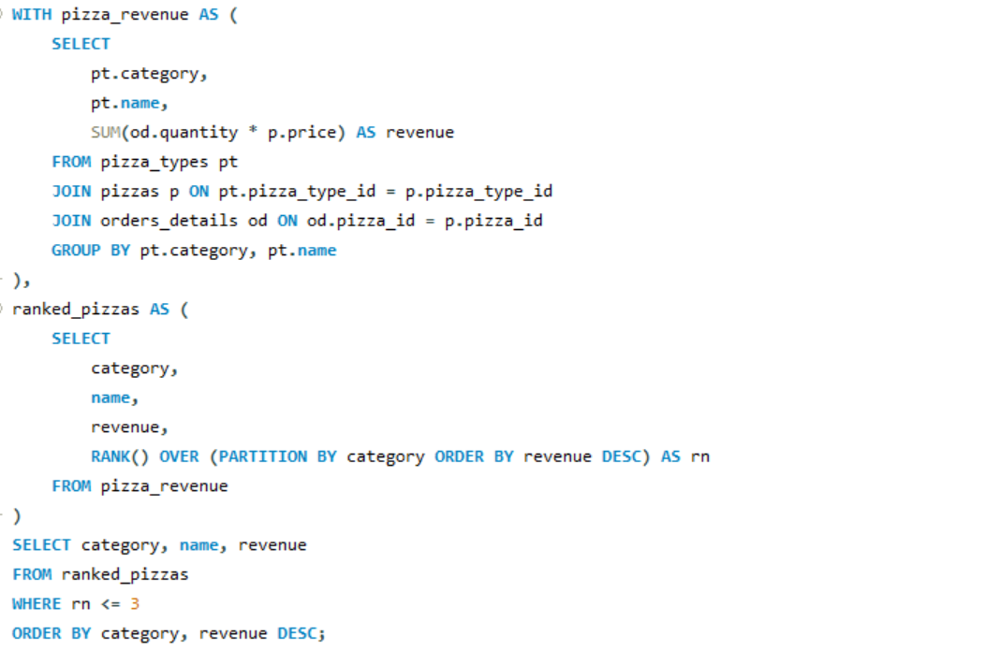 WITH pizza_revenue AS (
    SELECT
        pt.category,
        pt.name,
        SUM(od.quantity * p.price) AS revenue
    FROM pizza_types pt
    JOIN pizzas p ON pt.pizza_type_id = p.pizza_type_id
    JOIN orders_details od ON od.pizza_id = p.pizza_id
    GROUP BY pt.category, pt.name
),
ranked_pizzas AS (
    SELECT
        category,
        name,
        revenue,
        RANK() OVER (PARTITION BY category ORDER BY revenue DESC) AS rn
    FROM pizza_revenue
)
SELECT category, name, revenue
FROM ranked_pizzas
WHERE rn <= 3
ORDER BY category, revenue DESC;